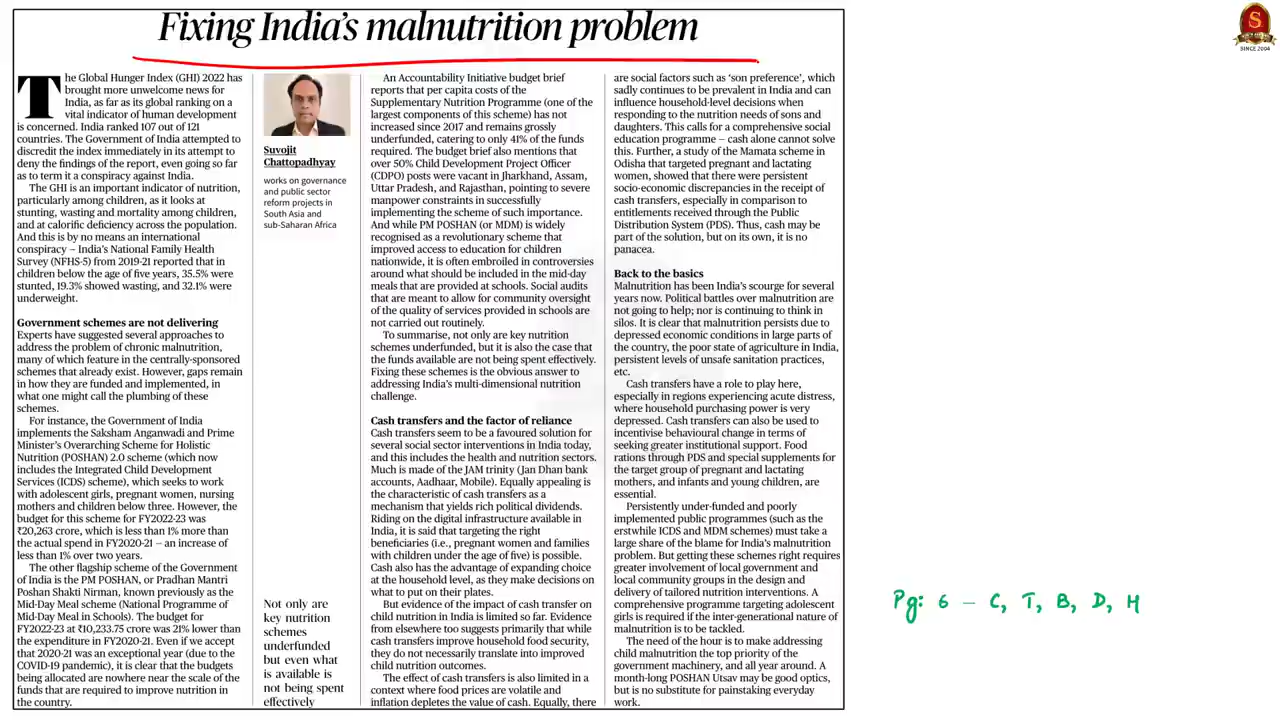 Fixing India's malnutrition problem
The Global Hunger Index (GHI) 2022 has
brought more unwelcome news for
India, as far as its global ranking on a
vital indicator of human development
is concerned. India ranked 107 out of 121
countries. The Government of India attempted to
discredit the index immediately in its attempt to
deny the findings of the report, even going so far
as to term it a conspiracy against India.
The GHI is an important indicator of nutrition,
particularly among children, as it looks at
stunting, wasting and mortality among children,
and at calorific deficiency across the population.
And this is by no means an international
conspiracy – India's National Family Health
Survey (NFHS-5) from 2019-21 reported that in
children below the age of five years, 35.5% were
stunted, 19.3% showed wasting, and 32.1% were
underweight.
Government schemes are not delivering
Experts have suggested several approaches to
address the problem of chronic malnutrition,
many of which feature in the centrally-sponsored
schemes that already exist. However, gaps remain
in how they are funded and implemented, in
what one might call the plumbing of these
schemes.
For instance, the Government of India
implements the Saksham Anganwadi and Prime
Minister's Overarching Scheme for Holistic
Nutrition (POSHAN) 2.0 scheme (which now
includes the Integrated Child Development
Services (ICDS) scheme), which seeks to work
with adolescent girls, pregnant women, nursing
mothers and children below three. However, the
budget for this scheme for FY2022-23 was
₹20,263 crore, which is less than 1% more than
the actual spend in FY2020-21 – an increase of
less than 1% over two years.
The other flagship scheme of the Government
of India is the PM POSHAN, or Pradhan Mantri
Poshan Shakti Nirman, known previously as the
Mid-Day Meal scheme (National Programme of
Mid-Day Meal in Schools). The budget for
FY2022-23 at ₹10,233.75 crore was 21% lower than
the expenditure in FY2020-21. Even if we accept
that 2020-21 was an exceptional year (due to the
COVID-19 pandemic), it is clear that the budgets
being allocated are nowhere near the scale of the
funds that are required to improve nutrition in
the country.
Suvojit
Chattopadhyay
works on governance
and public sector
reform projects in
South Asia and
sub-Saharan Africa
Not only are
key nutrition
schemes
underfunded
but even what
is available is
not being spent
effectively
An Accountability Initiative budget brief
reports that per capita costs of the
Supplementary Nutrition Programme (one of the
largest components of this scheme) has not
increased since 2017 and remains grossly
underfunded, catering to only 41% of the funds
required. The budget brief also mentions that
over 50% Child Development Project Officer
(CDPO) posts were vacant in Jharkhand, Assam,
Uttar Pradesh, and Rajasthan, pointing to severe
manpower constraints in successfully
implementing the scheme of such importance.
And while PM POSHAN (or MDM) is widely
recognised as a revolutionary scheme that
improved access to education for children
nationwide, it is often embroiled in controversies
around what should be included in the mid-day
meals that are provided at schools. Social audits
that are meant to allow for community oversight
of the quality of services provided in schools are
not carried out routinely.
To summarise, not only are key nutrition
schemes underfunded, but it is also the case that
the funds available are not being spent effectively.
Fixing these schemes is the obvious answer to
addressing India's multi-dimensional nutrition
challenge.
Cash transfers and the factor of reliance
Cash transfers seem to be a favoured solution for
several social sector interventions in India today,
and this includes the health and nutrition sectors.
Much is made of the JAM trinity (Jan Dhan bank
accounts, Aadhaar, Mobile). Equally appealing is
the characteristic of cash transfers as a
mechanism that yields rich political dividends.
Riding on the digital infrastructure available in
India, it is said that targeting the right
beneficiaries (i.e., pregnant women and families
with children under the age of five) is possible.
Cash also has the advantage of expanding choice
at the household level, as they make decisions on
what to put on their plates.
But evidence of the impact of cash transfer on
child nutrition in India is limited so far. Evidence
from elsewhere too suggests primarily that while
cash transfers improve household food security,
they do not necessarily translate into improved
child nutrition outcomes.
The effect of cash transfers is also limited in a
context where food prices are volatile and
inflation depletes the value of cash. Equally, there
are social factors such as 'son preference', which
sadly continues to be prevalent in India and can
influence household-level decisions when
responding to the nutrition needs of sons and
daughters. This calls for a comprehensive social
education programme – cash alone cannot solve
this. Further, a study of the Mamata scheme in
Odisha that targeted pregnant and lactating
women, showed that there were persistent
socio-economic discrepancies in the receipt of
cash transfers, especially in comparison to
entitlements received through the Public
Distribution System (PDS). Thus, cash may be
part of the solution, but on its own, it is no
panacea.
Back to the basics
Malnutrition has been India's scourge for several
years now. Political battles over malnutrition are
not going to help; nor is continuing to think in
silos. It is clear that malnutrition persists due to
depressed economic conditions in large parts of
the country, the poor state of agriculture in India,
persistent levels of unsafe sanitation practices,
etc.
Cash transfers have a role to play here,
especially in regions experiencing acute distress,
where household purchasing power is very
depressed. Cash transfers can also be used to
incentivise behavioural change in terms of
seeking greater institutional support. Food
rations through PDS and special supplements for
the target group of pregnant and lactating
mothers, and infants and young children, are
essential.
Persistently under-funded and poorly
implemented public programmes (such as the
erstwhile ICDS and MDM schemes) must take a
large share of the blame for India's malnutrition
problem. But getting these schemes right requires
greater involvement of local government and
local community groups in the design and
delivery of tailored nutrition interventions. A
comprehensive programme targeting adolescent
girls is required if the inter-generational nature of
malnutrition is to be tackled.
The need of the hour is to make addressing
child malnutrition the top priority of the
government machinery, and all year around. A
month-long POSHAN Utsav may be good optics,
but is no substitute for painstaking everyday
work.
Pg: 6 – C, T, B, D, H
S
SINCE 2004